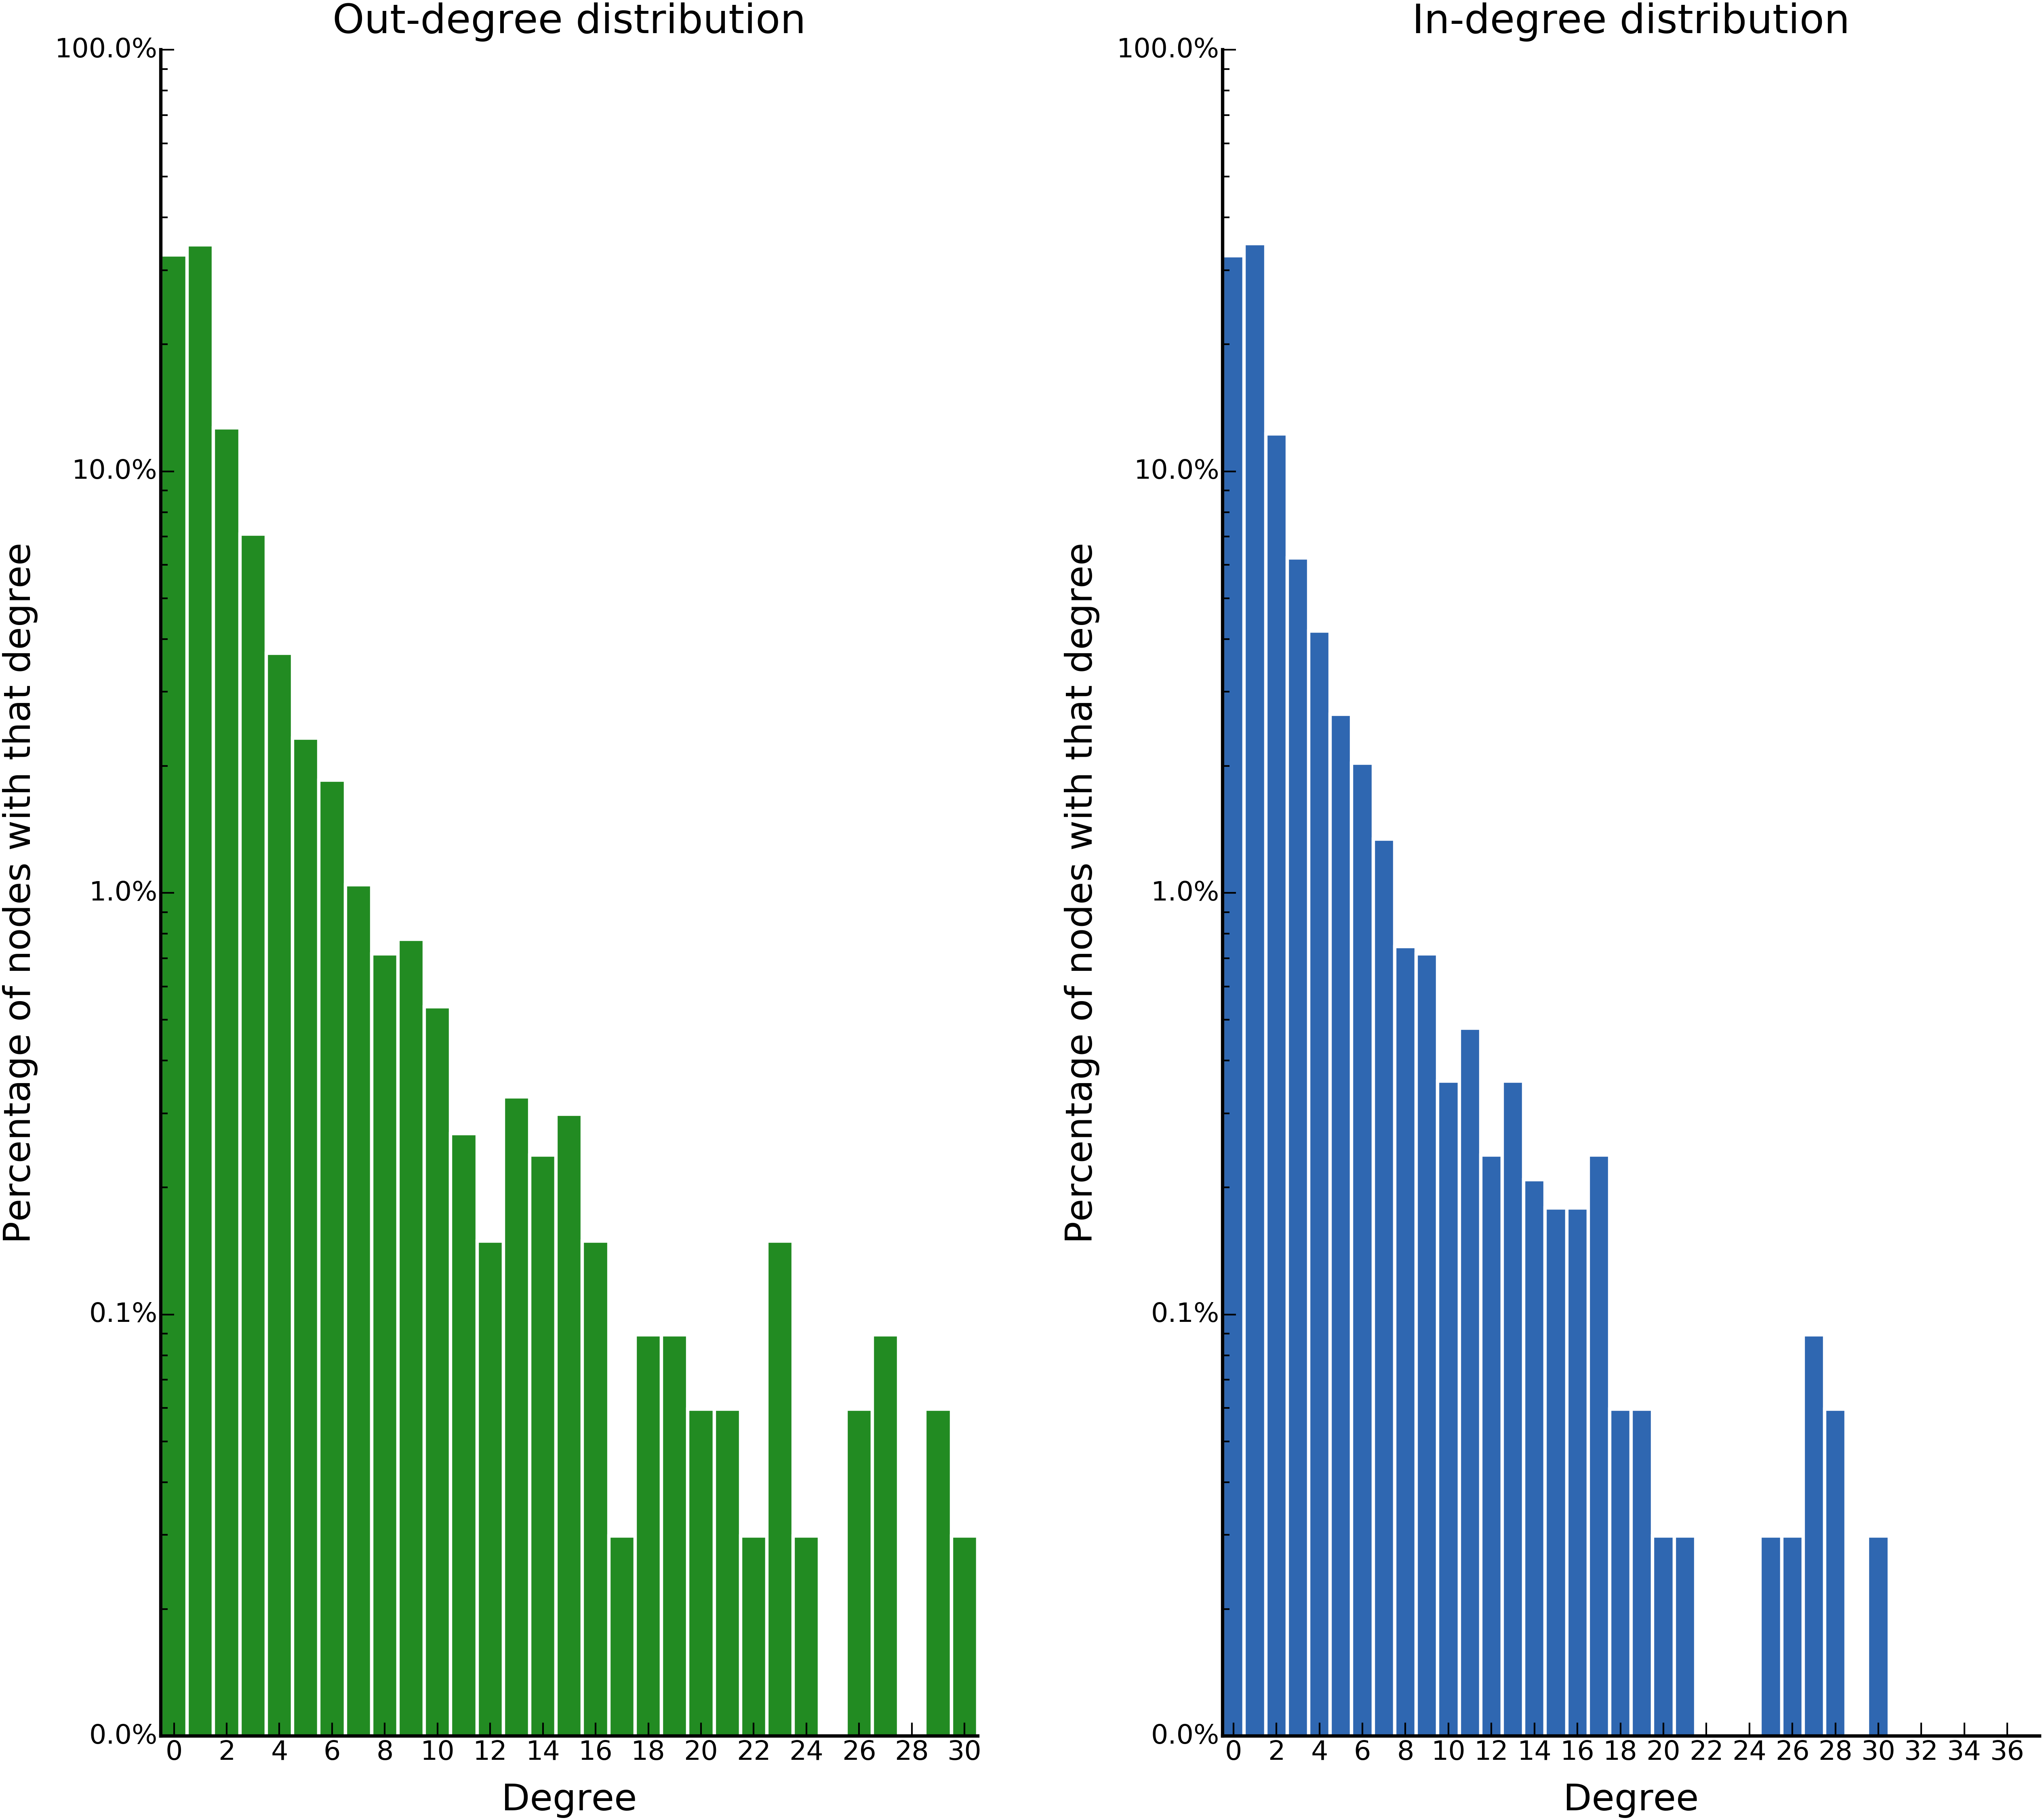 Out-degree distribution
100.0%
10.0%
1.0%
0.1%
0.0%
Percentage of nodes with that degree
0 2 4 6 8 10 12 14 16 18 20 22 24 26 28 30
Degree
In-degree distribution
100.0%
10.0%
1.0%
0.1%
0.0%
Percentage of nodes with that degree
0 2 4 6 8 10 12 14 16 18 20 22 24 26 28 30 32 34 36
Degree